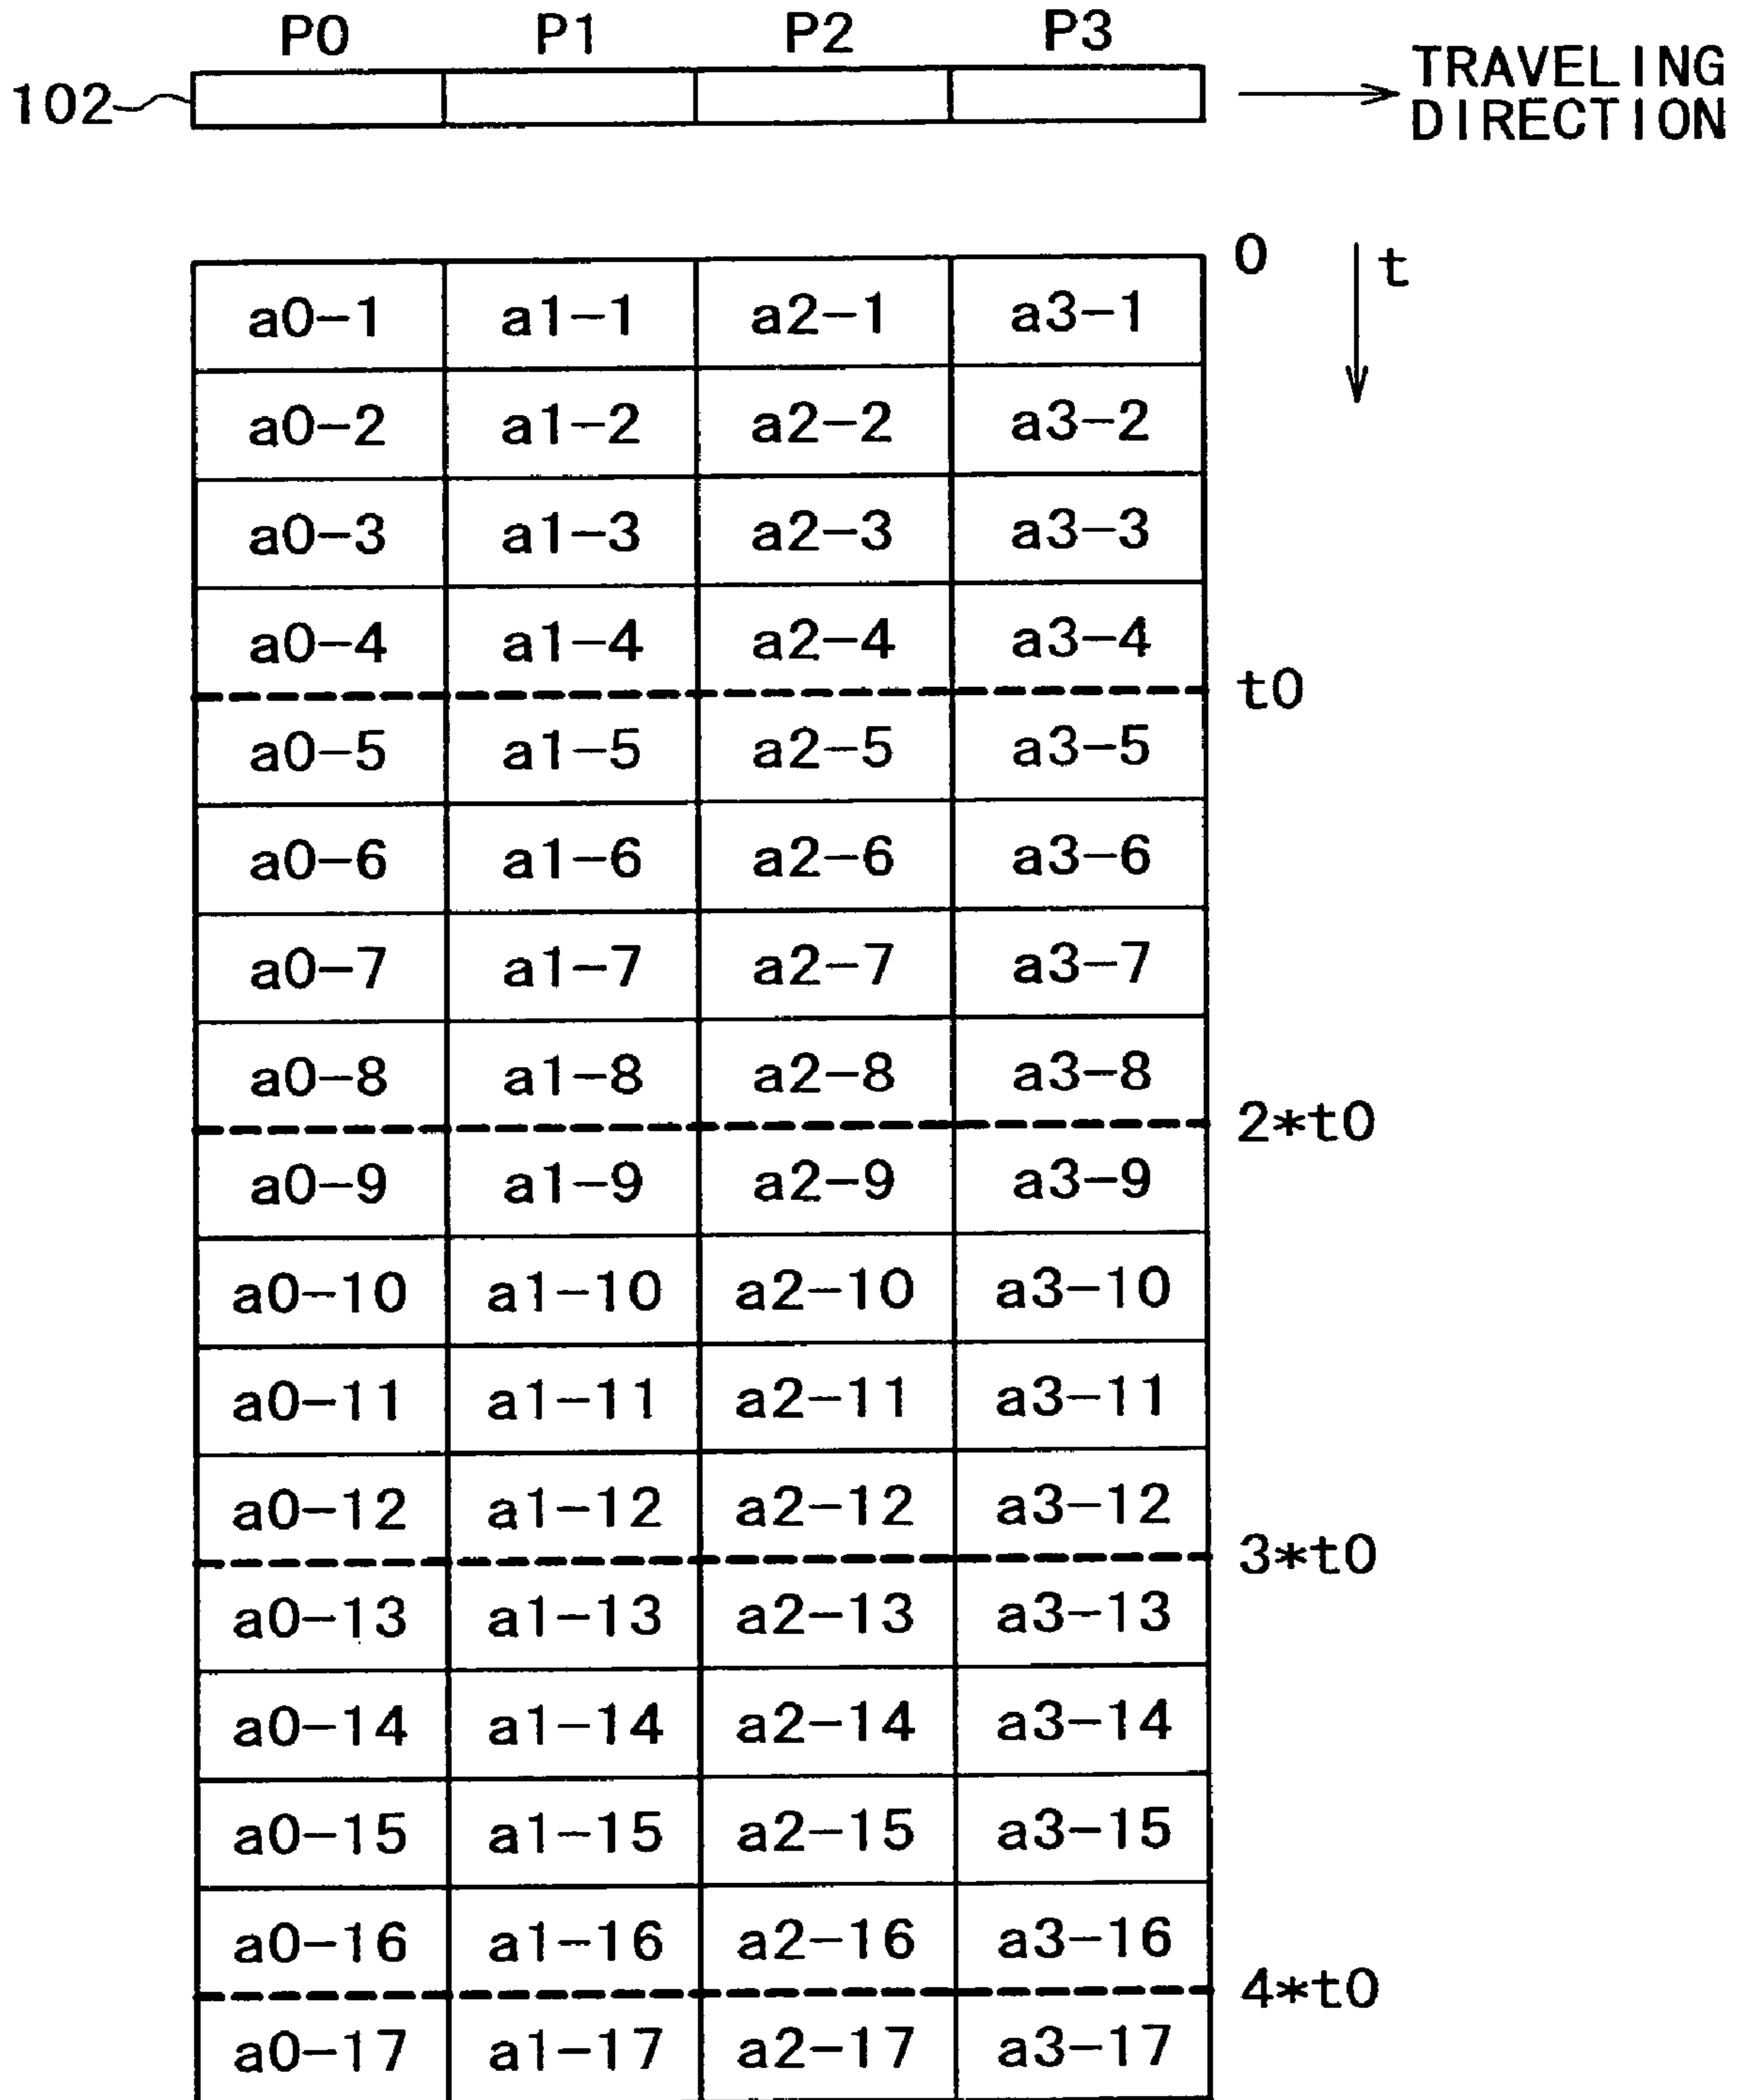 P0 P1 P2 P3
102
TRAVELING
DIRECTION
0
t
a0-1 a1-1 a2-1 a3-1
a0-2 a1-2 a2-2 a3-2
a0-3 a1-3 a2-3 a3-3
a0-4 a1-4 a2-4 a3-4
t0
a0-5 a1-5 a2-5 a3-5
a0-6 a1-6 a2-6 a3-6
a0-7 a1-7 a2-7 a3-7
a0-8 a1-8 a2-8 a3-8
2*t0
a0-9 a1-9 a2-9 a3-9
a0-10 a1-10 a2-10 a3-10
a0-11 a1-11 a2-11 a3-11
a0-12 a1-12 a2-12 a3-12
3*t0
a0-13 a1-13 a2-13 a3-13
a0-14 a1-14 a2-14 a3-14
a0-15 a1-15 a2-15 a3-15
a0-16 a1-16 a2-16 a3-16
4*t0
a0-17 a1-17 a2-17 a3-17